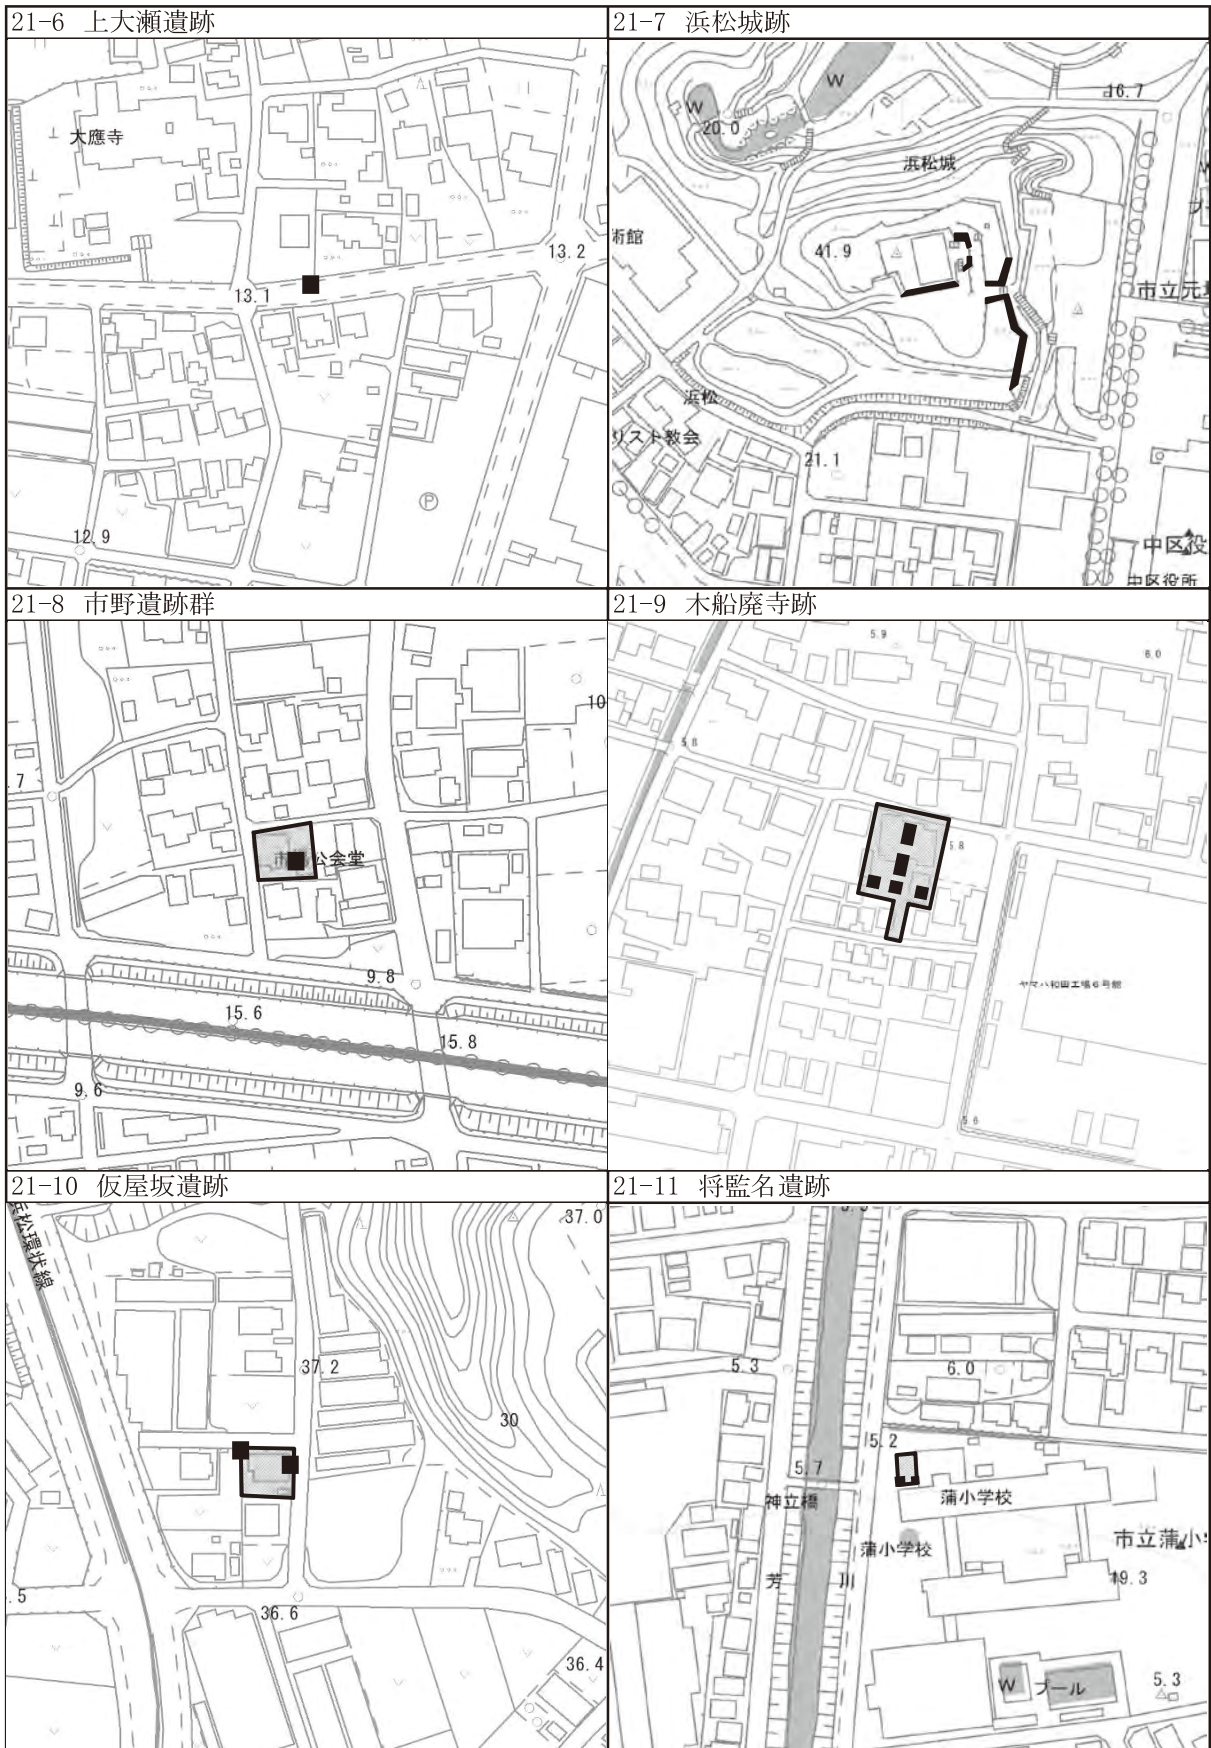 21-6 上大瀬遺跡
大應寺
13.2
13.1
12.9
P
21-7 浜松城跡
W
W
16.7
20.0
浜松城
術館
41.9
市立元
浜松
リスト教会
21.1
中区役
中区役所
21-8 市野遺跡群
10
.7
公会堂
9.8
15.6
15.8
9.6
21-9 木船廃寺跡
5.9
6.0
5.8
5.8
ヤマハ和田工場6号館
5.6
21-10 仮屋坂遺跡
浜松環状線
37.0
37.2
30
.5
36.6
36.4
21-11 将監名遺跡
5.3
6.0
5.2
5.7
神立橋
蒲小学校
蒲小学校
市立蒲小
芳 川
19.3
W プール
5.3